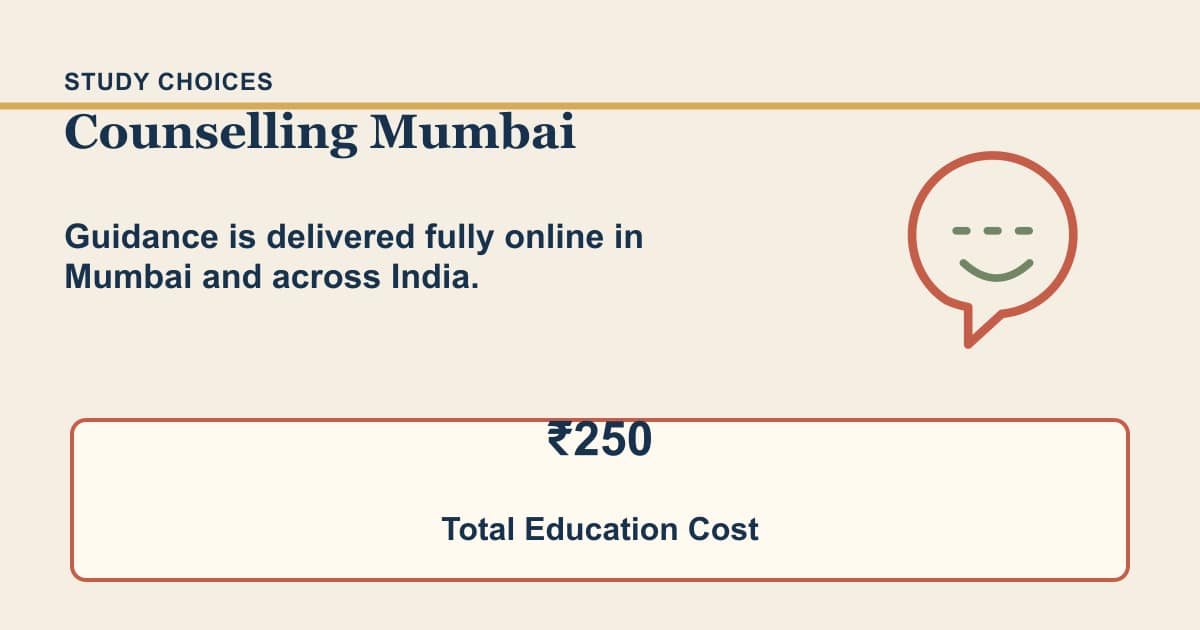 STUDY CHOICES
Counselling Mumbai
Guidance is delivered fully online in
Mumbai and across India.
₹250
Total Education Cost